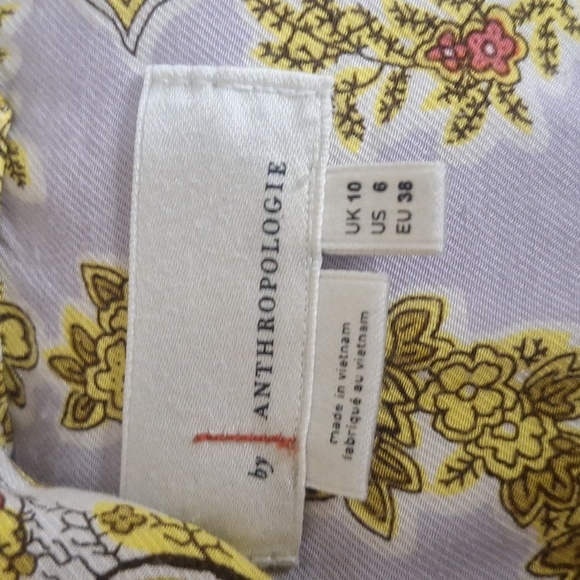 by ANTHROPOLOGIE
UK 10
US 6
EU 38
made in vietnam
fabriqué au vietnam